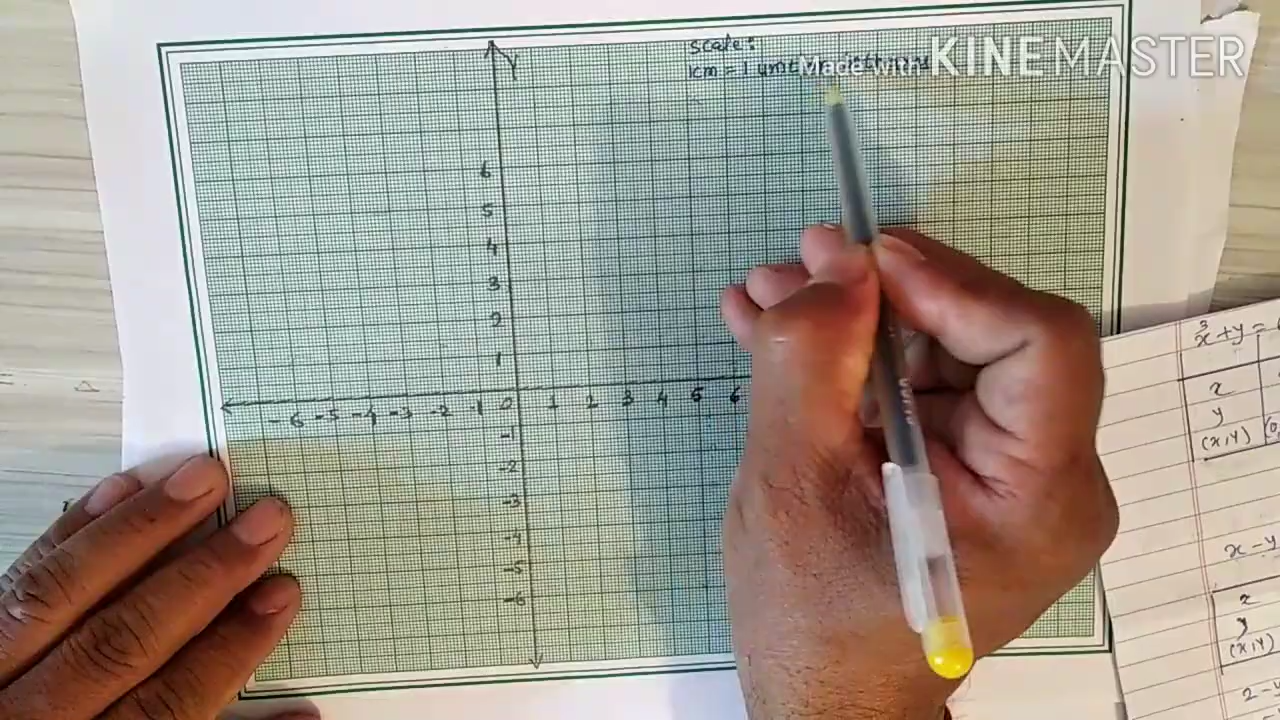 Made with KINEMASTER
Y
Scale:
1cm = 1 unit
6
5
4
3
2
1
-6 -5 -4 -3 -2 -1 0 1 2 3 4 5 6
-1
-2
-3
-4
-5
-6
x + y =
x
y
(x,y)
x - y
x
y
(x,y)
2-y